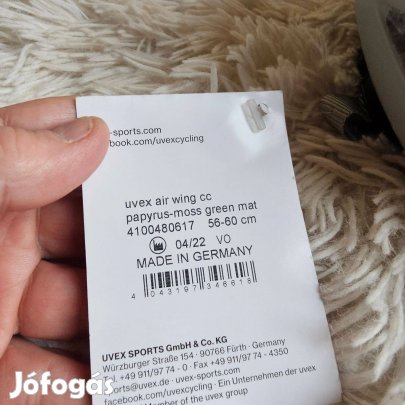 -sports.com
book.com/uvexcycling
uvex air wing cc
papyrus-moss green mat
4100480617 56-60 cm
04/22 VO
MADE IN GERMANY
4 043197 346618
UVEX SPORTS GmbH & Co. KG
Würzburger Straße 154 · 90766 Fürth · Germany
Tel. +49 911/97 74 - 0 · Fax +49 911/97 74 - 4350
sports@uvex.de · uvex-sports.com
facebook.com/uvexcycling · Ein Unternehmen der uvex
Member of the uvex group
Jófogás